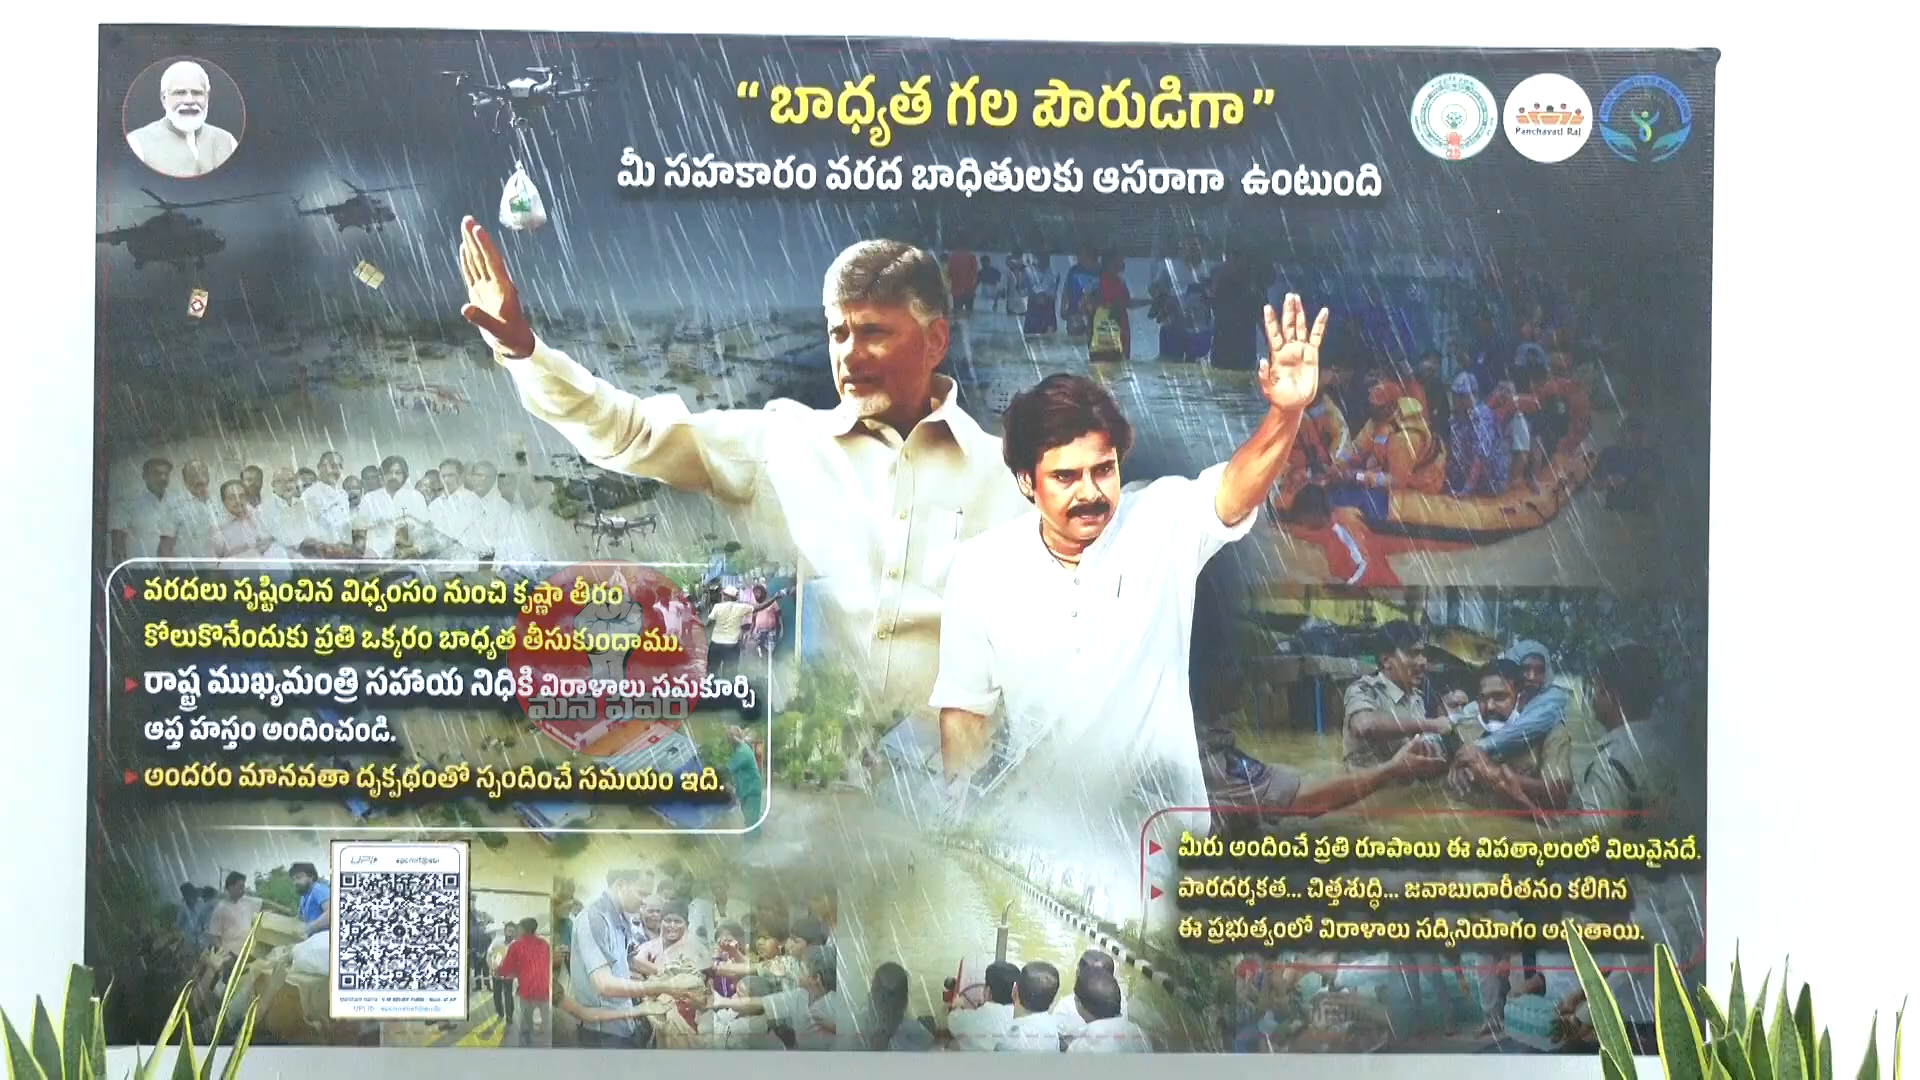 “ బాధ్యత గల పౌరుడిగా ”
మీ సహకారం వరద బాధితులకు ఆసరాగా ఉంటుంది
Panchayati Raj
వరదలు సృష్టించిన విధ్వంసం నుంచి కృష్ణా తీరం
కోలుకొనేందుకు ప్రతి ఒక్కరం బాధ్యత తీసుకుందాము.
రాష్ట్ర ముఖ్యమంత్రి సహాయ నిధికి విరాళాలు సమకూర్చి
ఆప్త హస్తం అందించండి.
అందరం మానవతా దృక్పథంతో స్పందించే సమయం ఇది.
UPI
మీరు అందించే ప్రతి రూపాయి ఈ విపత్కాలంలో విలువైనదే.
పారదర్శకత... చిత్తశుద్ధి... జవాబుదారీతనం కలిగిన
ఈ ప్రభుత్వంలో విరాళాలు సద్వినియోగం అవుతాయి.